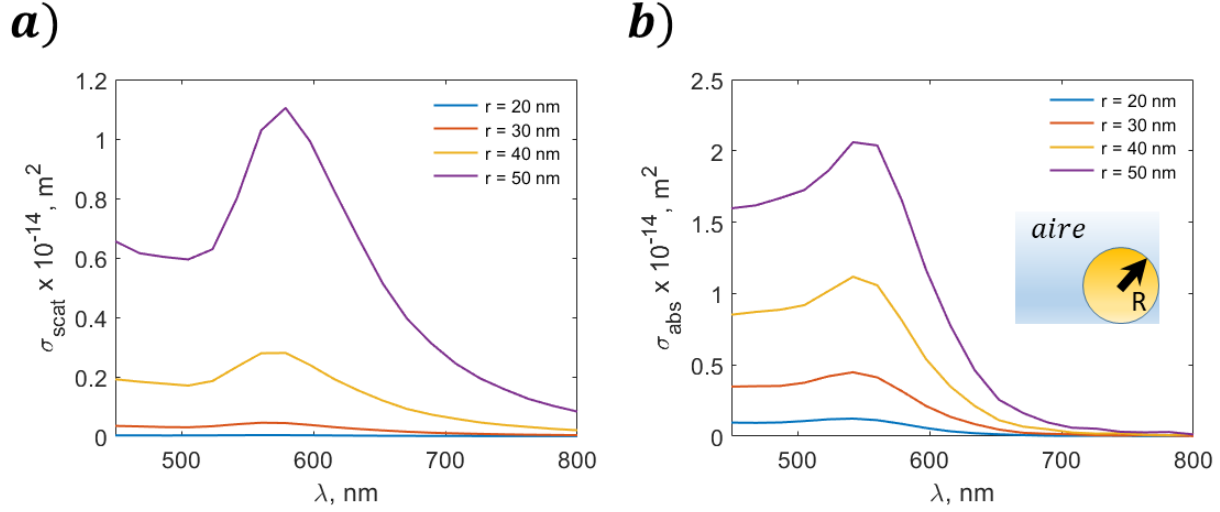 a)
1.2
1
0.8
0.6
0.4
0.2
0
500
600
700
800
σscat x 10-14 , m2
λ, nm
r = 20 nm
r = 30 nm
r = 40 nm
r = 50 nm
b)
2.5
2
1.5
1
0.5
0
500
600
700
800
σabs x 10-14 , m2
λ, nm
r = 20 nm
r = 30 nm
r = 40 nm
r = 50 nm
aire
R